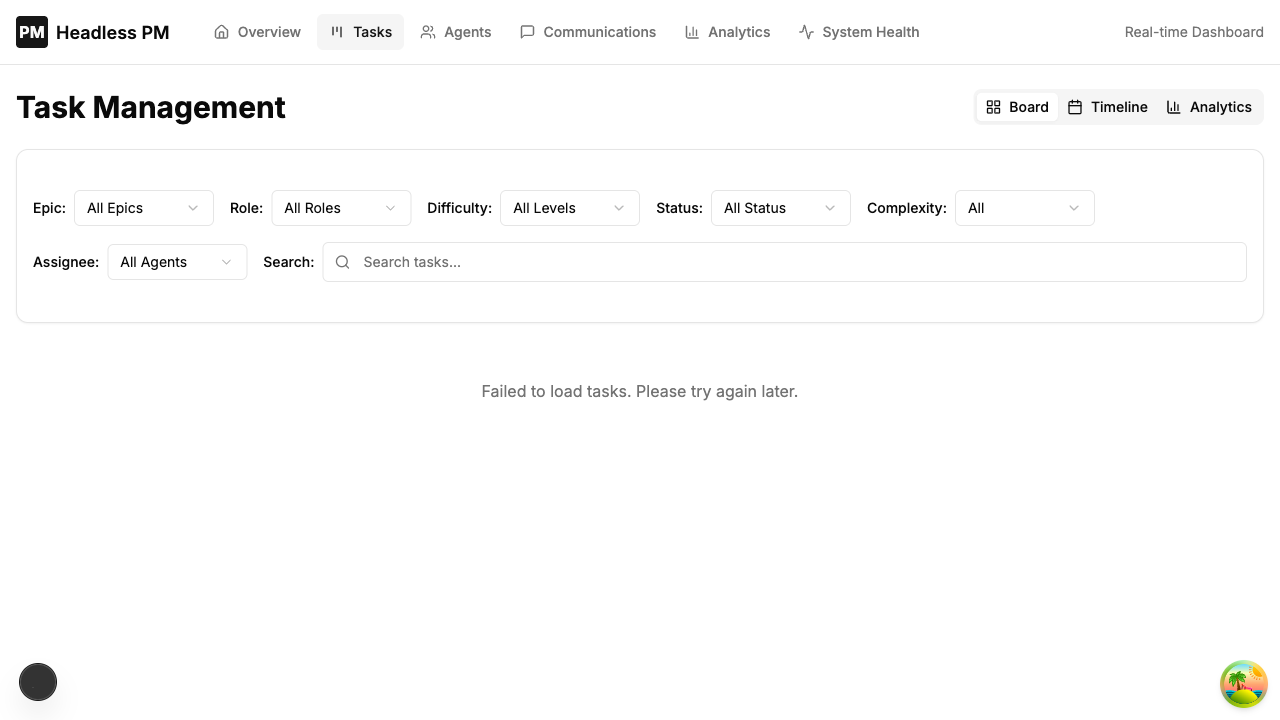 PM Headless PM Overview Tasks Agents Communications Analytics System Health Real-time Dashboard
Task Management Board Timeline Analytics
Epic: All Epics Role: All Roles Difficulty: All Levels Status: All Status Complexity: All
Assignee: All Agents Search: Search tasks...
Failed to load tasks. Please try again later.